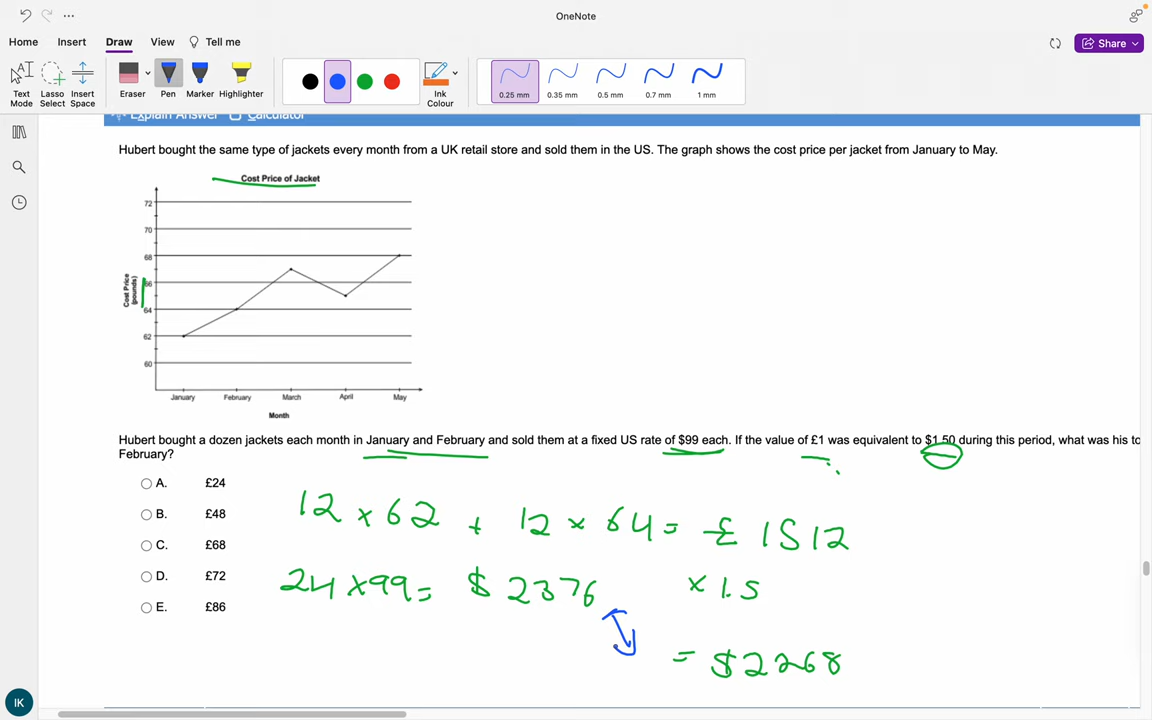 OneNote
Home Insert Draw View Tell me
Share
Text Mode
Lasso Select
Insert Space
Eraser
Pen
Marker
Highlighter
Ink Colour
0.25 mm
0.35 mm
0.5 mm
0.7 mm
1 mm
Explain Answer Calculator
Hubert bought the same type of jackets every month from a UK retail store and sold them in the US. The graph shows the cost price per jacket from January to May.
Cost Price of Jacket
72
70
68
66
64
62
60
Cost Price (pounds)
January February March April May
Month
Hubert bought a dozen jackets each month in January and February and sold them at a fixed US rate of $99 each. If the value of £1 was equivalent to $1.50 during this period, what was his to
February?
A. £24
B. £48
C. £68
D. £72
E. £86
12 × 62 + 12 × 64 = £ 1512
24 × 99 = $ 2376
× 1.5
= $2268
IK